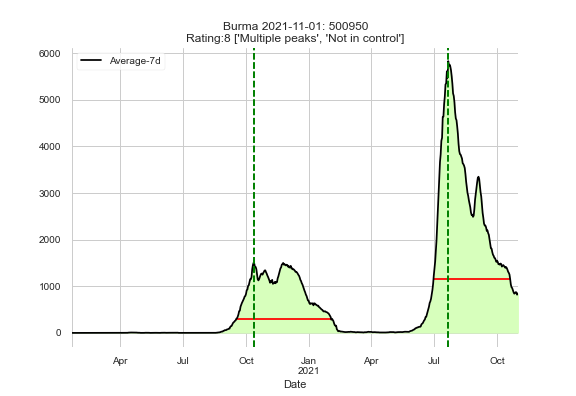 Burma 2021-11-01: 500950
Rating:8 ['Multiple peaks', 'Not in control']
Average-7d
6000
5000
4000
3000
2000
1000
0
Apr Jul Oct Jan Apr Jul Oct
2021
Date